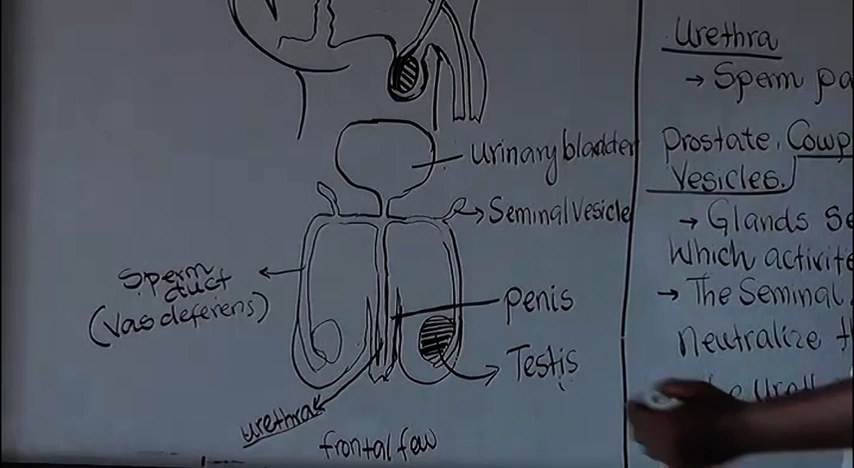 urinary bladder
Seminal Vesicle
Sperm
duct
(vas deferens)
penis
Testis
urethra
frontal few
Urethra
→ Sperm pa
Prostate, Cowp
Vesicles.
→ Glands Se
Which activite
→ The Seminal
neutralize th